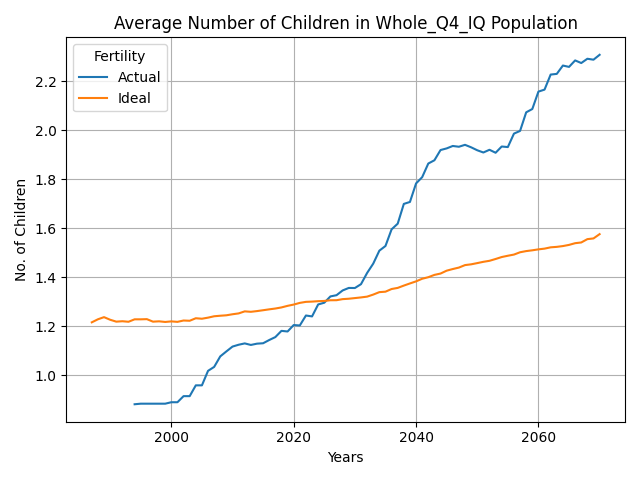 Average Number of Children in Whole_Q4_IQ Population
Fertility
Actual
Ideal
No. of Children
2.2
2.0
1.8
1.6
1.4
1.2
1.0
2000
2020
2040
2060
Years